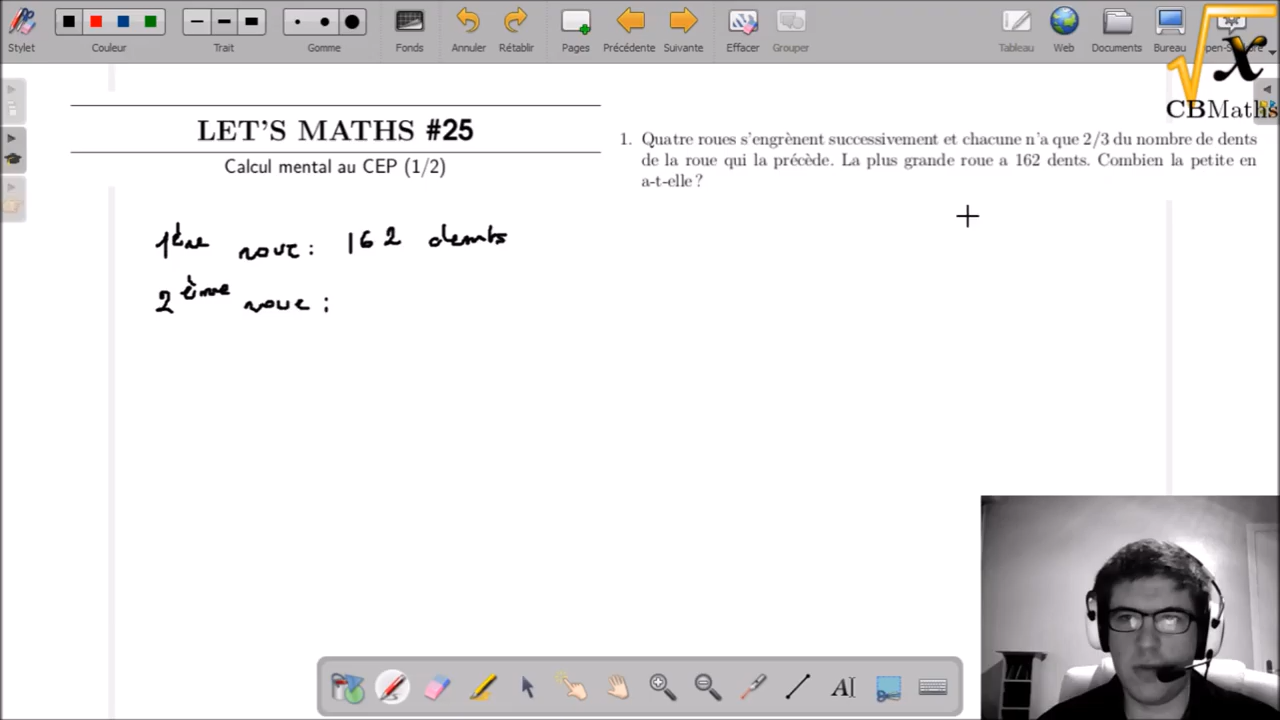 Stylet
Couleur
Trait
Gomme
Fonds
Annuler
Rétablir
Pages
Précédente
Suivante
Effacer
Grouper
Tableau
Web
Documents
Bureau
CBMaths
LET'S MATHS #25
Calcul mental au CEP (1/2)
1. Quatre roues s'engrènent successivement et chacune n'a que 2/3 du nombre de dents
de la roue qui la précède. La plus grande roue a 162 dents. Combien la petite en
a-t-elle ?
1ère roue : 162 dents
2ème roue :